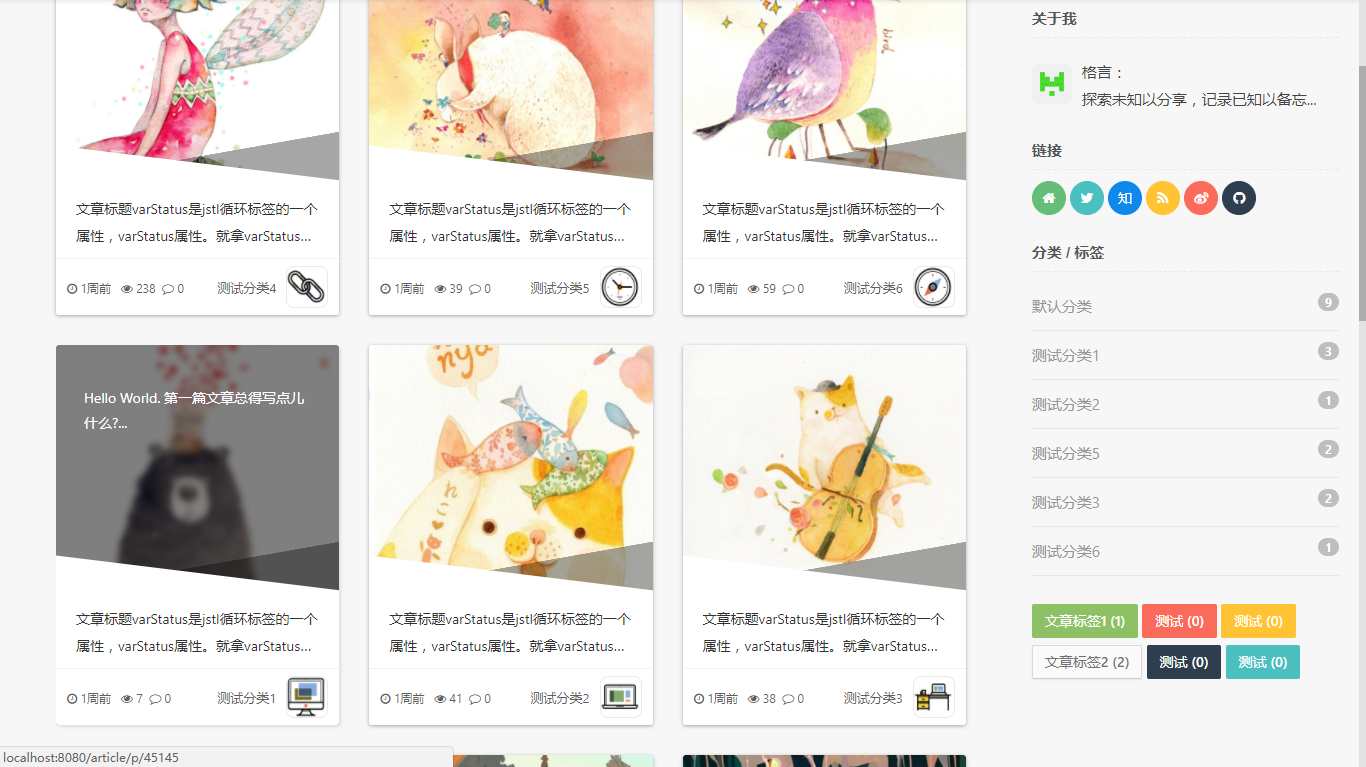 bird
文章标题varStatus是jstl循环标签的一个
属性，varStatus属性。就拿varStatus...
1周前 238 0 测试分类4
文章标题varStatus是jstl循环标签的一个
属性，varStatus属性。就拿varStatus...
1周前 39 0 测试分类5
文章标题varStatus是jstl循环标签的一个
属性，varStatus属性。就拿varStatus...
1周前 59 0 测试分类6
Hello World. 第一篇文章总得写点儿
什么?...
文章标题varStatus是jstl循环标签的一个
属性，varStatus属性。就拿varStatus...
1周前 7 0 测试分类1
nya
ねこ
文章标题varStatus是jstl循环标签的一个
属性，varStatus属性。就拿varStatus...
1周前 41 0 测试分类2
文章标题varStatus是jstl循环标签的一个
属性，varStatus属性。就拿varStatus...
1周前 38 0 测试分类3
关于我
格言：
探索未知以分享，记录已知以备忘...
链接
知
分类 / 标签
默认分类 9
测试分类1 3
测试分类2 1
测试分类5 2
测试分类3 2
测试分类6 1
文章标签1 (1) 测试 (0) 测试 (0)
文章标签2 (2) 测试 (0) 测试 (0)
localhost:8080/article/p/45145